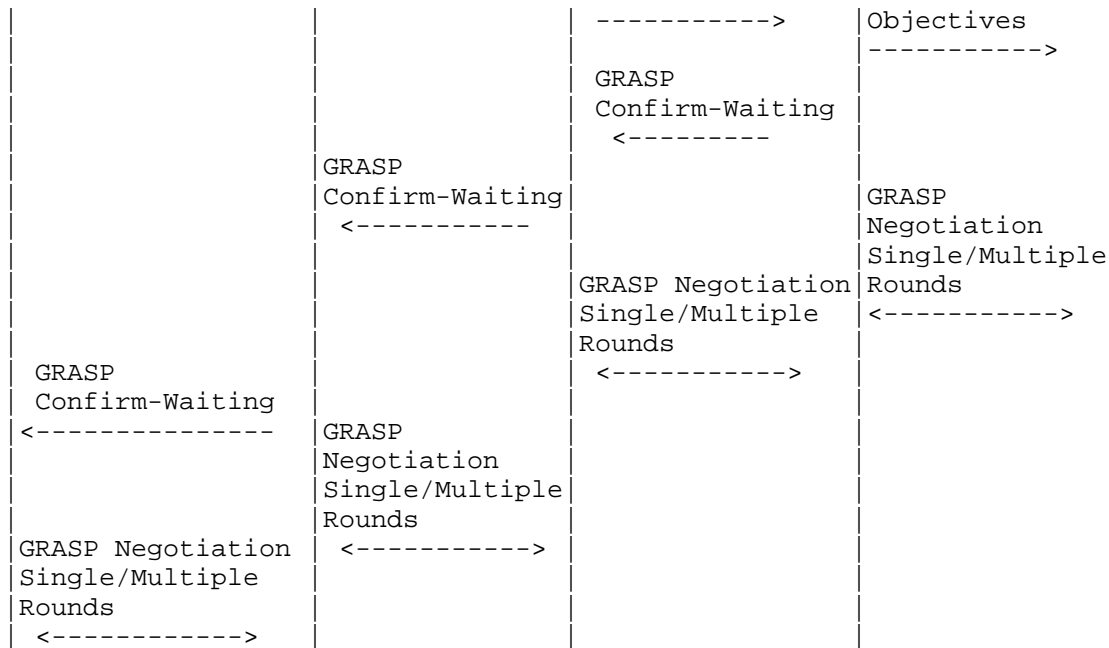 -----------> Objectives
----------->
GRASP
Confirm-Waiting
<---------
GRASP
Confirm-Waiting GRASP
<----------- Negotiation
Single/Multiple
GRASP Negotiation Rounds
Single/Multiple <----------->
Rounds
GRASP <----------->
Confirm-Waiting
<--------------- GRASP
Negotiation
Single/Multiple
Rounds
GRASP Negotiation <----------->
Single/Multiple
Rounds
<------------>